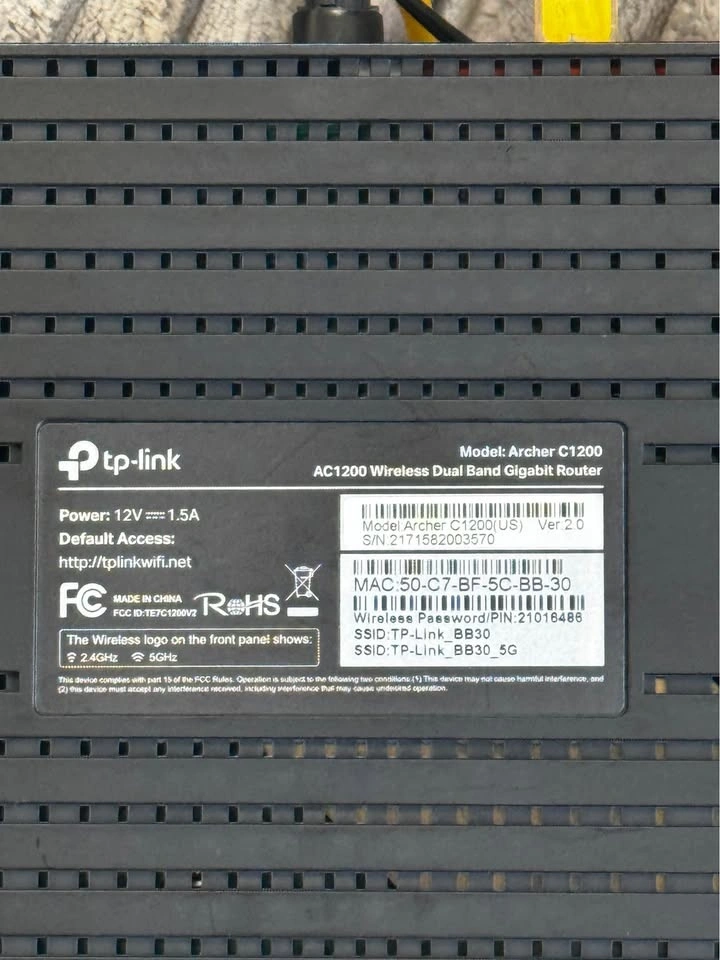 tp-link
Model: Archer C1200
AC1200 Wireless Dual Band Gigabit Router
Power: 12V⎓1.5A
Default Access:
http://tplinkwifi.net
FC MADE IN CHINA
FCC ID:TE7C1200V2
RoHS
The Wireless logo on the front panel shows:
2.4GHz 5GHz
Model:Archer C1200(US) Ver:2.0
S/N:2171582003570
MAC:50-C7-BF-5C-BB-30
Wireless Password/PIN:21016486
SSID:TP-Link_BB30
SSID:TP-Link_BB30_5G
This device complies with part 15 of the FCC Rules. Operation is subject to the following two conditions:(1) This device may not cause harmful interference, and
(2) this device must accept any interference received, including interference that may cause undesired operation.